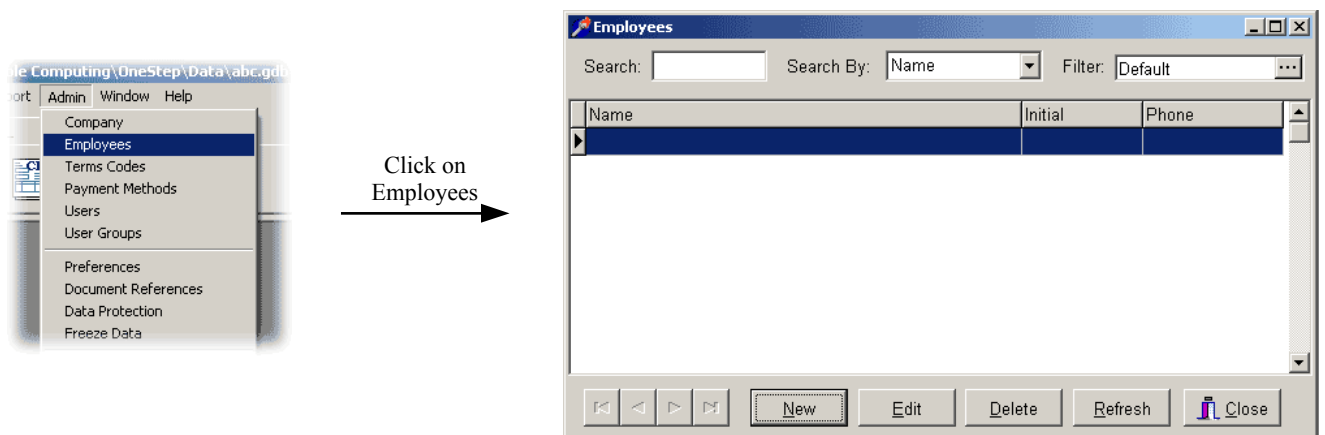 le Computing\OneStep\Data\abc.gdb
ort Admin Window Help
Company
Employees
Terms Codes
Payment Methods
Users
User Groups
Preferences
Document References
Data Protection
Freeze Data
Click on
Employees
Employees
Search: Search By: Name Filter: Default ...
Name Initial Phone
New Edit Delete Refresh Close